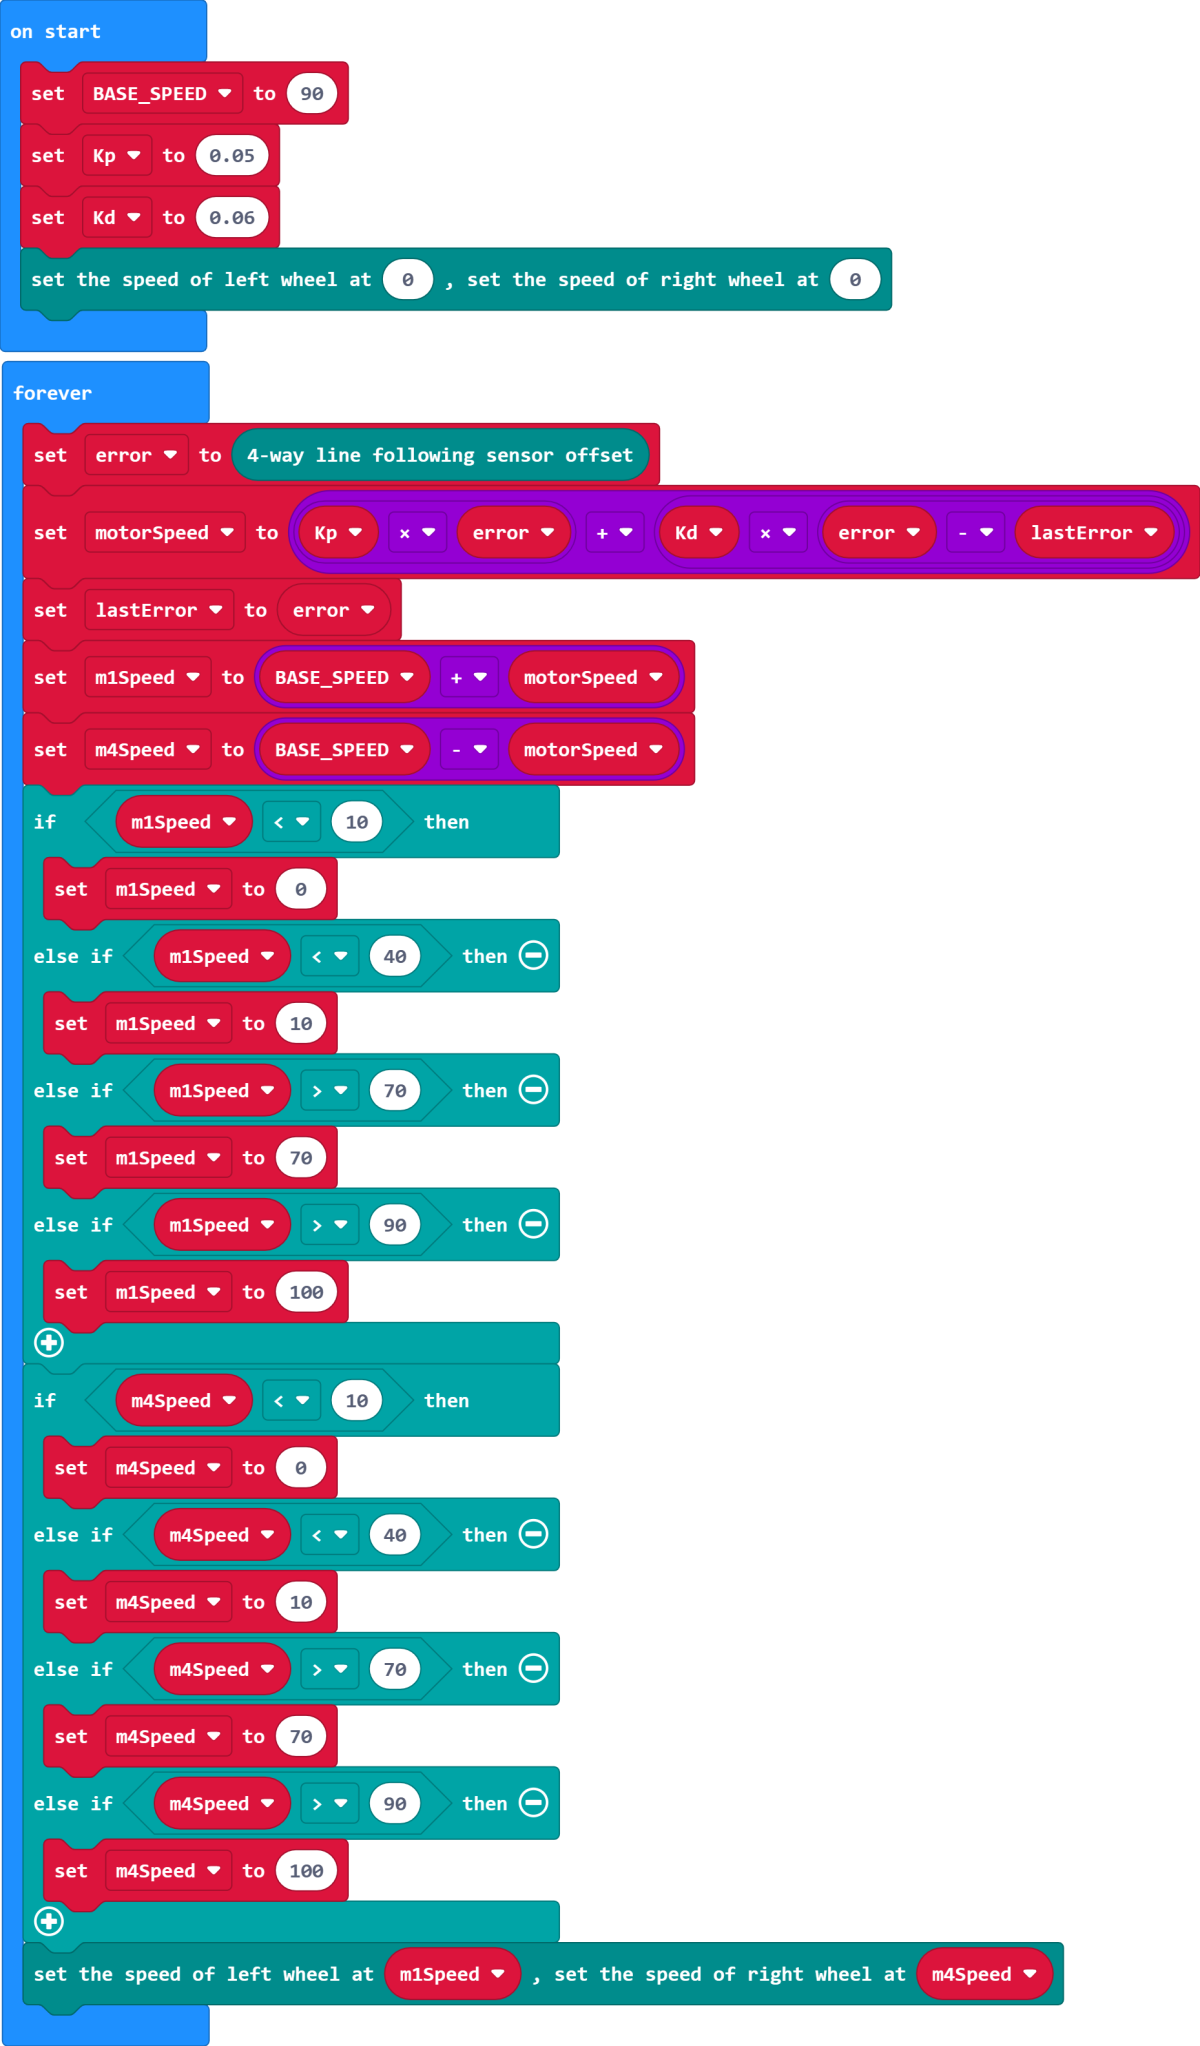 on start
set BASE_SPEED to 90
set Kp to 0.05
set Kd to 0.06
set the speed of left wheel at 0 , set the speed of right wheel at 0
forever
set error to 4-way line following sensor offset
set motorSpeed to Kp × error + Kd × error - lastError
set lastError to error
set m1Speed to BASE_SPEED + motorSpeed
set m4Speed to BASE_SPEED - motorSpeed
if m1Speed < 10 then
set m1Speed to 0
else if m1Speed < 40 then
set m1Speed to 10
else if m1Speed > 70 then
set m1Speed to 70
else if m1Speed > 90 then
set m1Speed to 100
if m4Speed < 10 then
set m4Speed to 0
else if m4Speed < 40 then
set m4Speed to 10
else if m4Speed > 70 then
set m4Speed to 70
else if m4Speed > 90 then
set m4Speed to 100
set the speed of left wheel at m1Speed , set the speed of right wheel at m4Speed